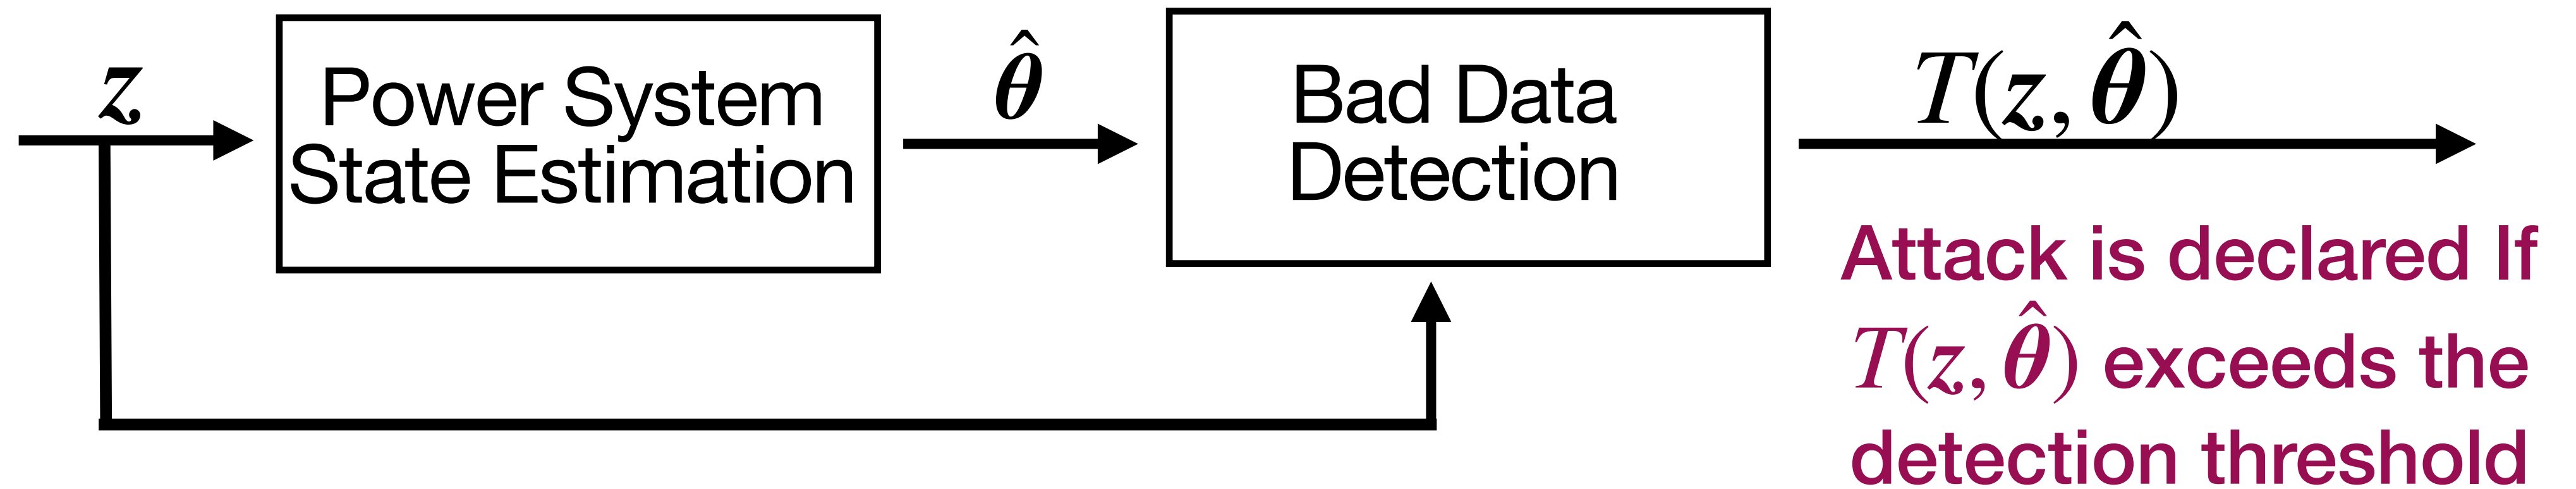 z
Power System
State Estimation
θ̂
Bad Data
Detection
T(z, θ̂)
Attack is declared If
T(z, θ̂) exceeds the
detection threshold